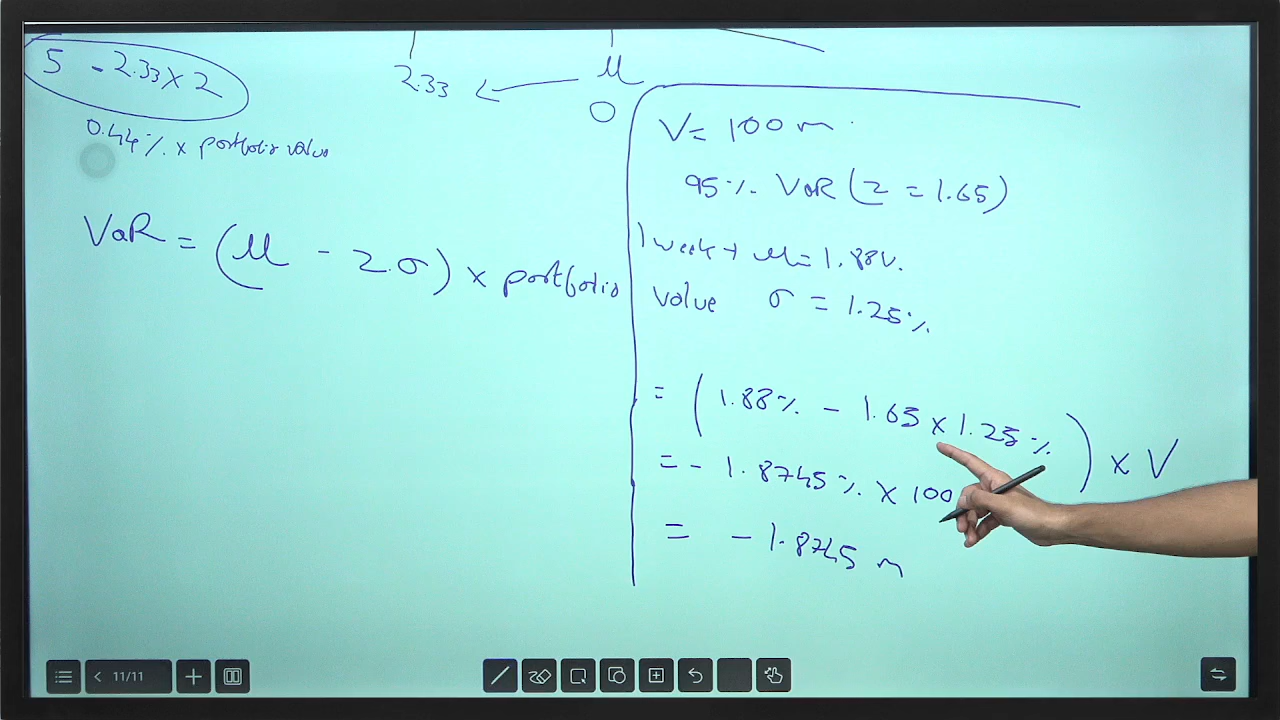 5 - 2.33 x 2
0.44% x portfolio value
VaR = (μ - z.σ) x portfolio value
2.33
μ
0
V = 100 m
95% VaR (z = 1.65)
1 week μ = 1.88%
σ = 1.25%
= (1.88% - 1.65 x 1.25%) x V
= - 1.8745% x 100
= - 1.8745 m
11/11